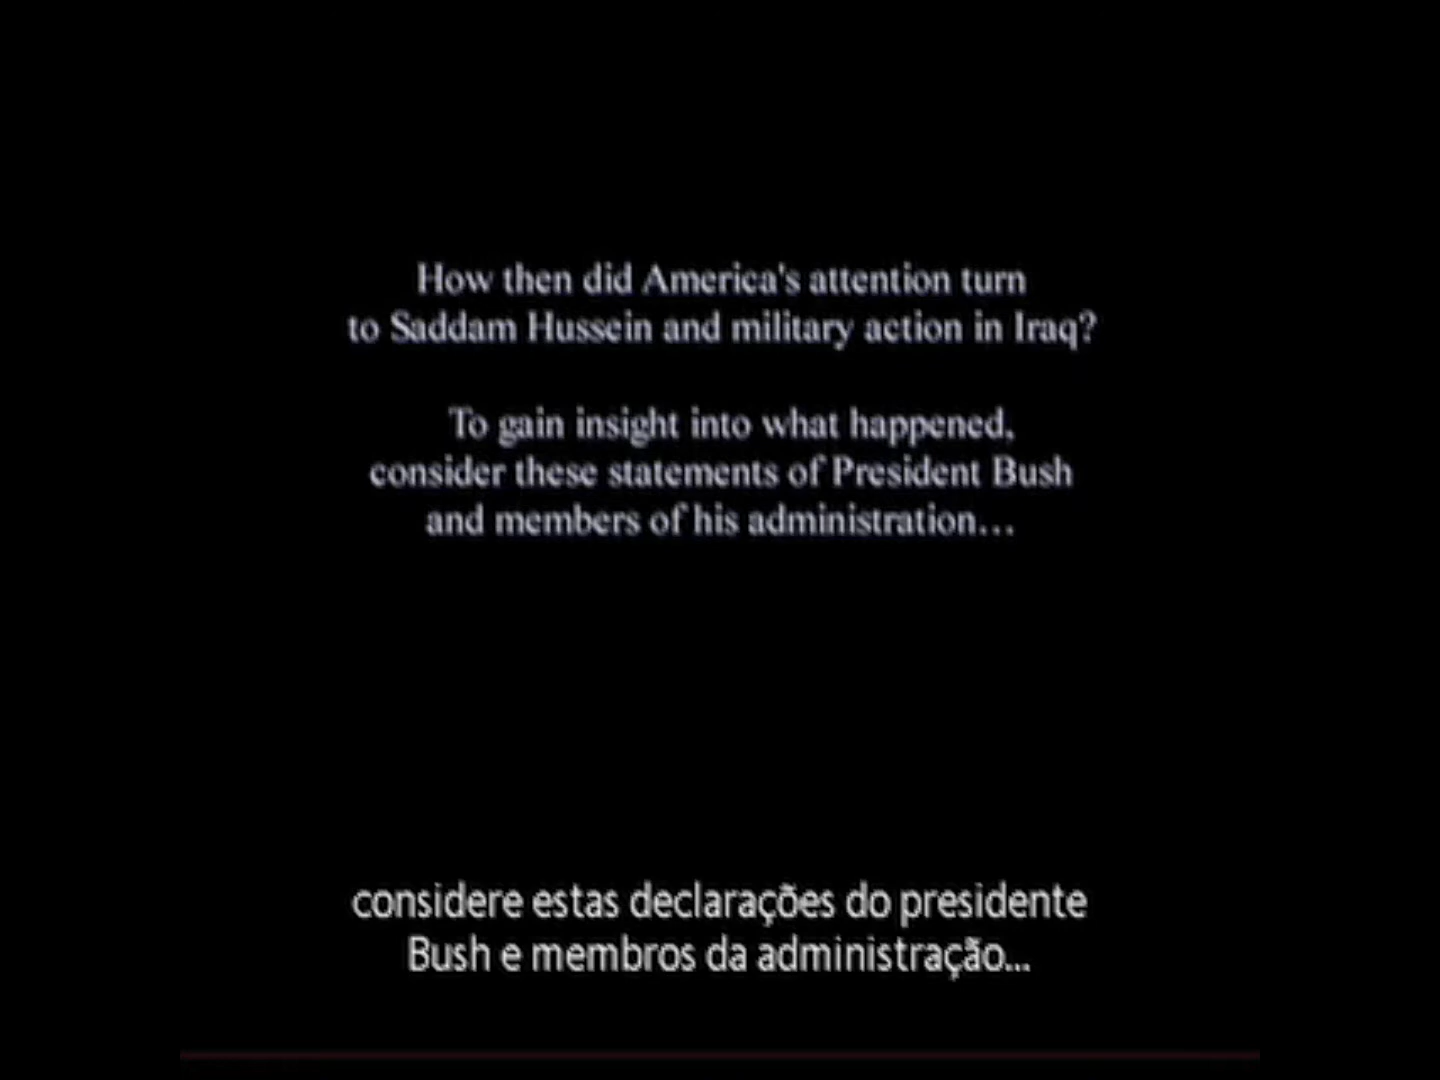 How then did America's attention turn
to Saddam Hussein and military action in Iraq?
To gain insight into what happened,
consider these statements of President Bush
and members of his administration…
considere estas declarações do presidente
Bush e membros da administração...